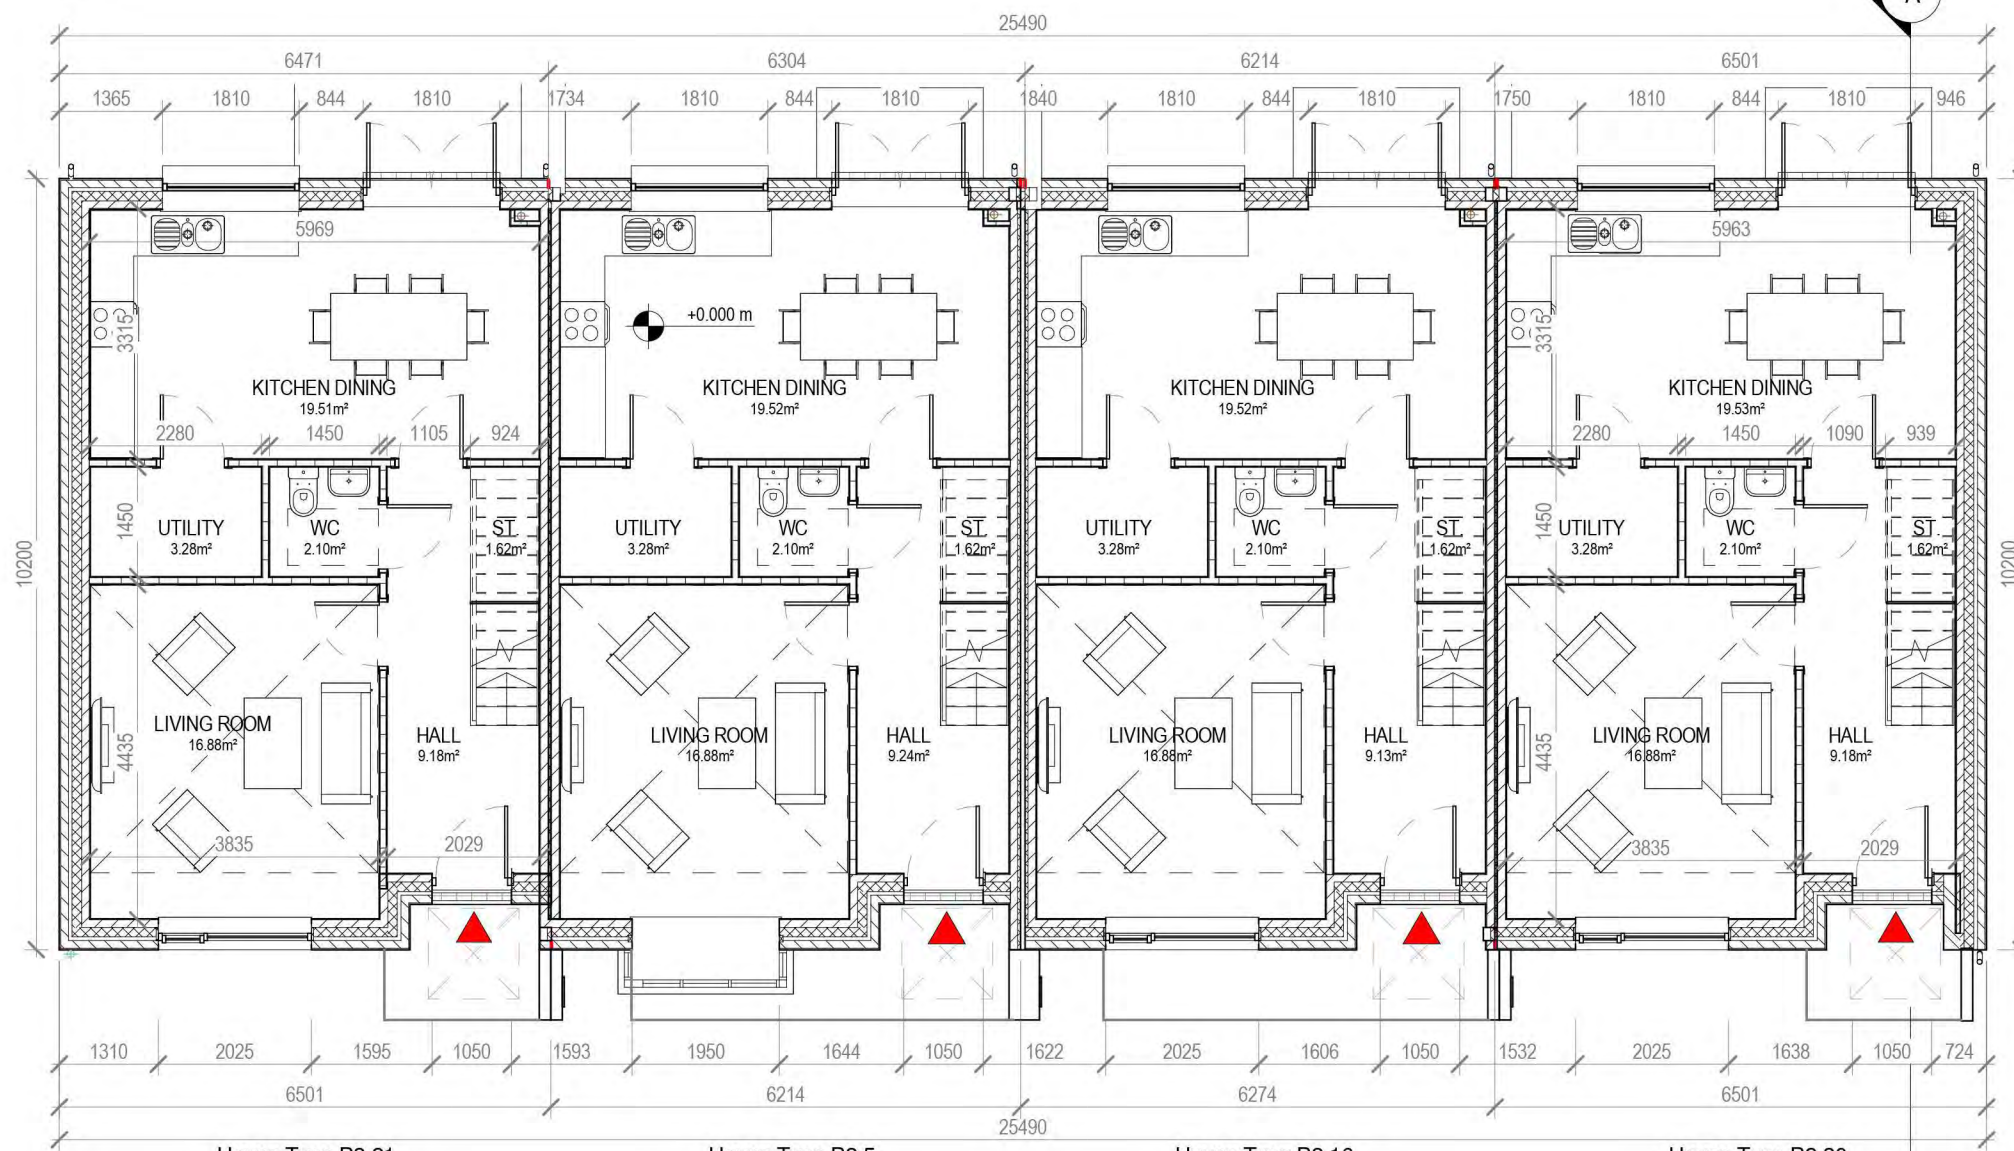 A
25490
6471 6304 6214 6501
1365 1810 844 1810 1734 1810 844 1810 1840 1810 844 1810 1750 1810 844 1810 946
5969 5963
+0.000 m
3315 3315
KITCHEN DINING KITCHEN DINING KITCHEN DINING KITCHEN DINING
19.51m² 19.52m² 19.52m² 19.53m²
2280 1450 1105 924 2280 1450 1090 939
1450 1450
UTILITY WC ST. UTILITY WC ST. UTILITY WC ST. UTILITY WC ST.
3.28m² 2.10m² 1.62m² 3.28m² 2.10m² 1.62m² 3.28m² 2.10m² 1.62m² 3.28m² 2.10m² 1.62m²
10200 10200
LIVING ROOM HALL LIVING ROOM HALL LIVING ROOM HALL LIVING ROOM HALL
16.88m² 9.18m² 16.88m² 9.24m² 16.88m² 9.13m² 16.88m² 9.18m²
4435 4435
3835 2029 3835 2029
1310 2025 1595 1050 1593 1950 1644 1050 1622 2025 1606 1050 1532 2025 1638 1050 724
6501 6214 6274 6501
25490